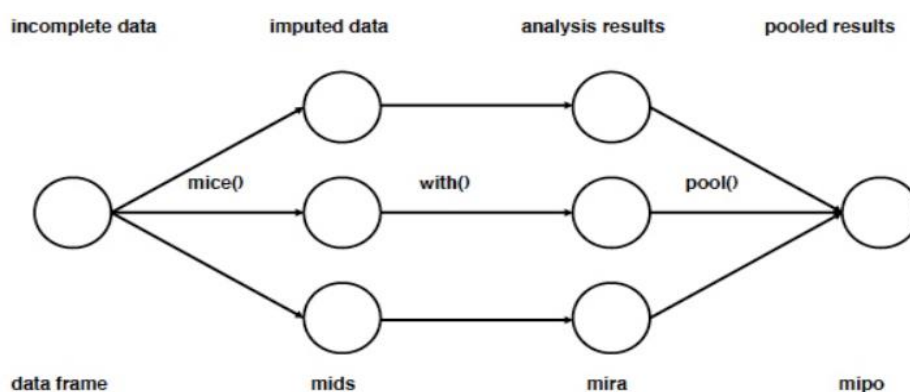 incomplete data imputed data analysis results pooled results
mice() with() pool()
data frame mids mira mipo